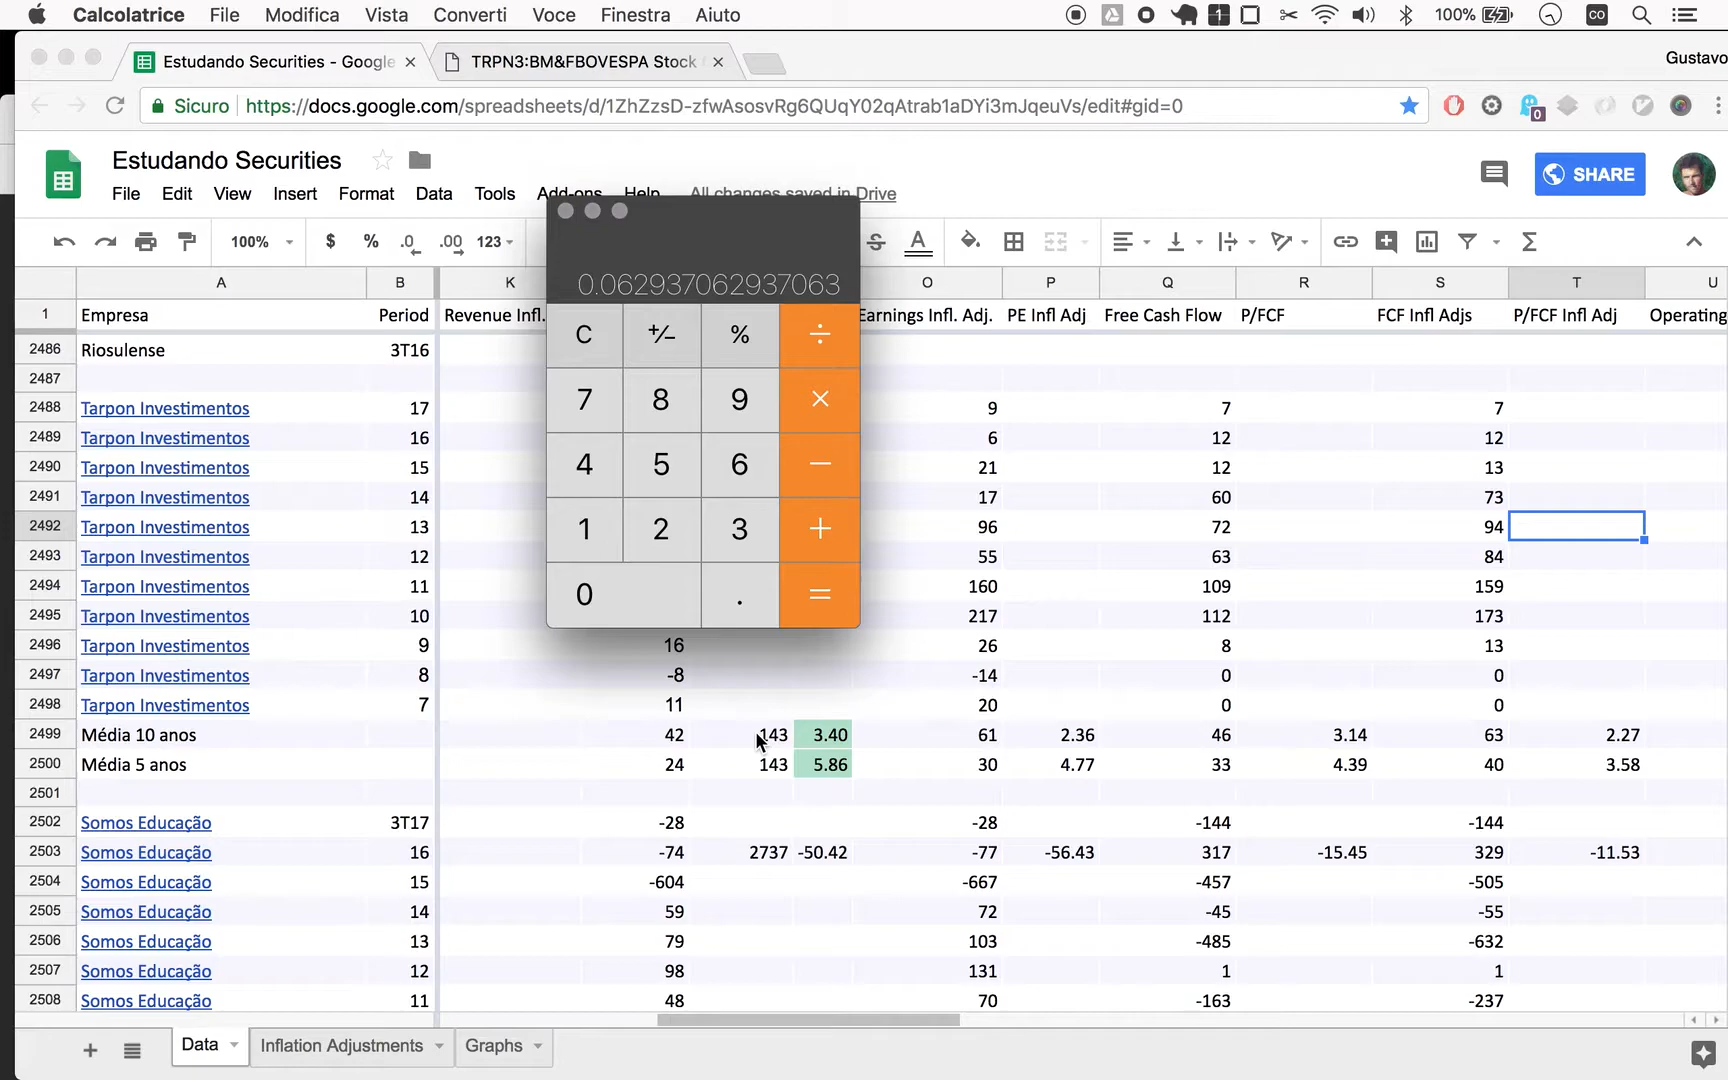 Calcolatrice File Modifica Vista Converti Voce Finestra Aiuto 1 100% CO
Estudando Securities - Google × TRPN3:BM&FBOVESPA Stock × Gustavo
Sicuro https://docs.google.com/spreadsheets/d/1ZhZzsD-zfwAsosvRg6QUqY02qAtrab1aDYi3mJqeuVs/edit#gid=0 0
Estudando Securities SHARE
File Edit View Insert Format Data Tools Add-ons Help All changes saved in Drive
100% $ % .0 .00 123 S A Σ
0.062937062937063
C +/− % ÷
7 8 9 ×
4 5 6 −
1 2 3 +
0 . =
A B K O P Q R S T U
1 Empresa Period Revenue Infl. Earnings Infl. Adj. PE Infl Adj Free Cash Flow P/FCF FCF Infl Adjs P/FCF Infl Adj Operating
2486 Riosulense 3T16
2487
2488 Tarpon Investimentos 17 9 7 7
2489 Tarpon Investimentos 16 6 12 12
2490 Tarpon Investimentos 15 21 12 13
2491 Tarpon Investimentos 14 17 60 73
2492 Tarpon Investimentos 13 96 72 94
2493 Tarpon Investimentos 12 55 63 84
2494 Tarpon Investimentos 11 160 109 159
2495 Tarpon Investimentos 10 217 112 173
2496 Tarpon Investimentos 9 16 26 8 13
2497 Tarpon Investimentos 8 -8 -14 0 0
2498 Tarpon Investimentos 7 11 20 0 0
2499 Média 10 anos 42 143 3.40 61 2.36 46 3.14 63 2.27
2500 Média 5 anos 24 143 5.86 30 4.77 33 4.39 40 3.58
2501
2502 Somos Educação 3T17 -28 -28 -144 -144
2503 Somos Educação 16 -74 2737 -50.42 -77 -56.43 317 -15.45 329 -11.53
2504 Somos Educação 15 -604 -667 -457 -505
2505 Somos Educação 14 59 72 -45 -55
2506 Somos Educação 13 79 103 -485 -632
2507 Somos Educação 12 98 131 1 1
2508 Somos Educação 11 48 70 -163 -237
+ Data Inflation Adjustments Graphs